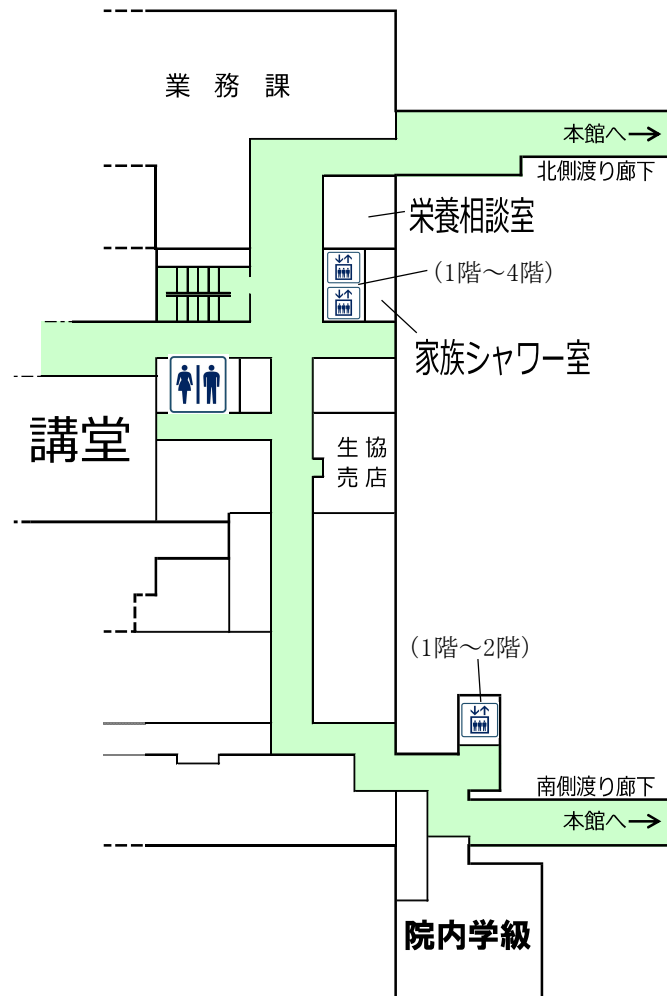 業務課
本館へ→
北側渡り廊下
栄養相談室
(1階～4階)
家族シャワー室
講堂
生協
売店
(1階～2階)
南側渡り廊下
本館へ→
院内学級